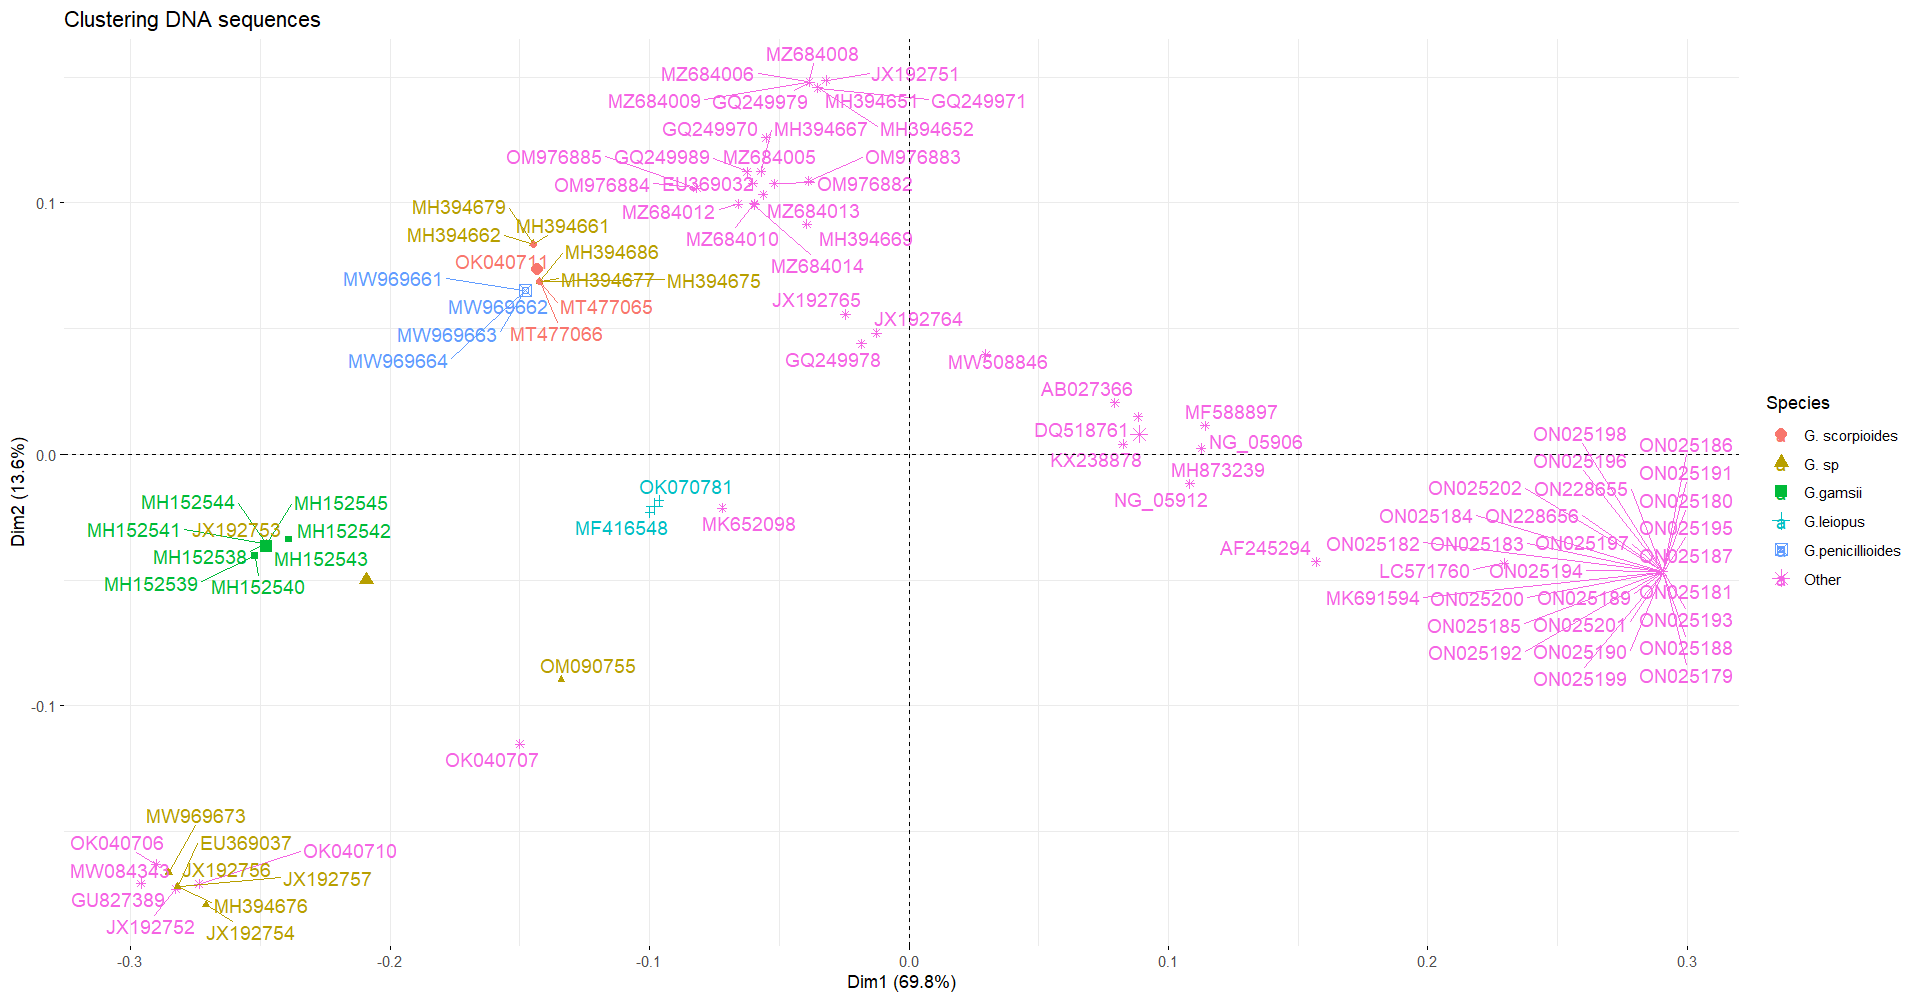 Clustering DNA sequences
MZ684008
MZ684006
JX192751
MZ684009
GQ249979
MH394651
GQ249971
GQ249970
MH394667
MH394652
OM976885
GQ249989
MZ684005
OM976883
OM976884
EU369032
OM976882
MH394679
MZ684012
MZ684013
MH394661
MH394662
MZ684010
MH394669
MH394686
OK040711
MZ684014
MW969661
MH394677
MH394675
JX192765
MW969662
MT477065
JX192764
MW969663
MT477066
MW969664
GQ249978
MW508846
AB027366
MF588897
DQ518761
NG_05906
KX238878
MH873239
NG_05912
ON025198
ON025186
ON025196
ON025191
ON025202
ON228655
ON025180
ON025184
ON228656
ON025195
ON025182
ON025183
ON025197
ON025187
AF245294
LC571760
ON025194
MK691594
ON025200
ON025189
ON025181
ON025185
ON025201
ON025193
ON025192
ON025190
ON025188
ON025199
ON025179
OK070781
MF416548
MK652098
MH152544
MH152545
MH152541
JX192753
MH152542
MH152538
MH152543
MH152539
MH152540
OM090755
OK040707
MW969673
OK040706
EU369037
OK040710
MW084343
JX192756
JX192757
GU827389
MH394676
JX192752
JX192754
0.1
0.0
-0.1
Dim2 (13.6%)
-0.3
-0.2
-0.1
0.0
0.1
0.2
0.3
Dim1 (69.8%)
Species
G. scorpioides
G. sp
G.gamsii
G.leiopus
G.penicillioides
Other